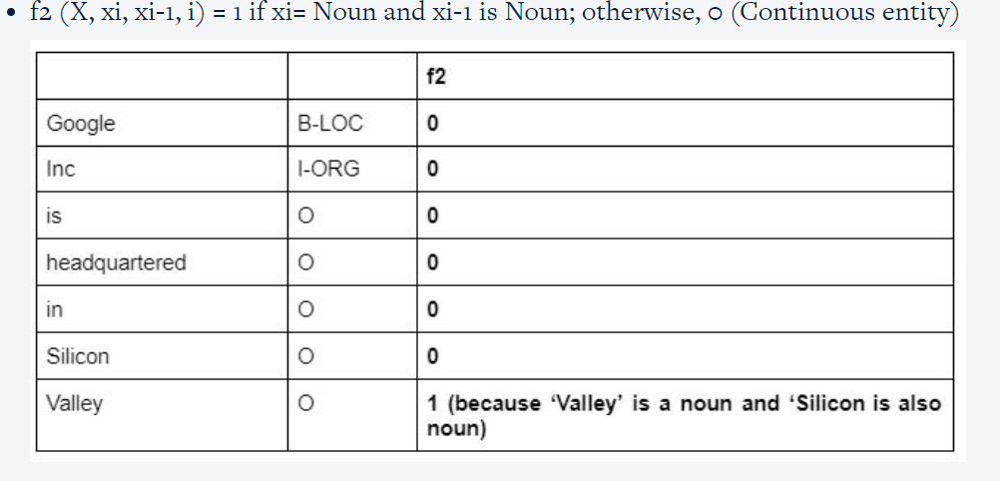 • f2 (X, xi, xi-1, i) = 1 if xi= Noun and xi-1 is Noun; otherwise, 0 (Continuous entity)
f2
Google B-LOC 0
Inc I-ORG 0
is O 0
headquartered O 0
in O 0
Silicon O 0
Valley O 1 (because ‘Valley’ is a noun and ‘Silicon is also
noun)